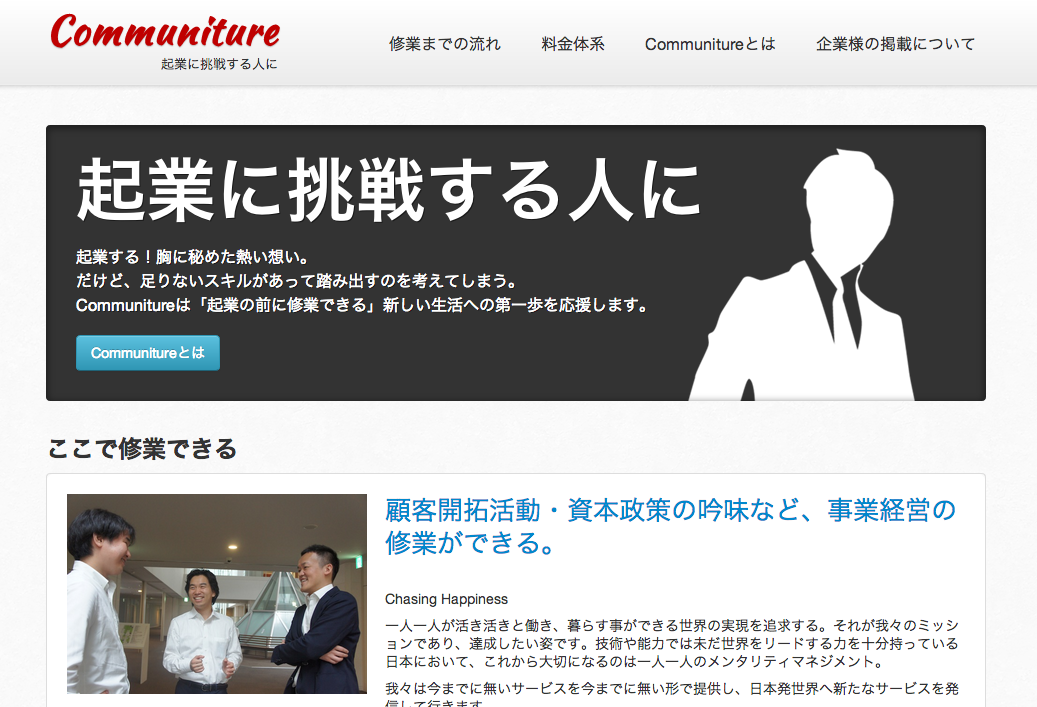 Communiture
起業に挑戦する人に
修業までの流れ 料金体系 Communitureとは 企業様の掲載について
起業に挑戦する人に
起業する！胸に秘めた熱い想い。
だけど、足りないスキルがあって踏み出すのを考えてしまう。
Communitureは「起業の前に修業できる」新しい生活への第一歩を応援します。
Communitureとは
ここで修業できる
顧客開拓活動・資本政策の吟味など、事業経営の
修業ができる。
Chasing Happiness
一人一人が活き活きと働き、暮らす事ができる世界の実現を追求する。それが我々のミッシ
ョンであり、達成したい姿です。技術や能力では未だ世界をリードする力を十分持っている
日本において、これから大切になるのは一人一人のメンタリティマネジメント。
我々は今までに無いサービスを今までに無い形で提供し、日本発世界へ新たなサービスを発
信して行きます